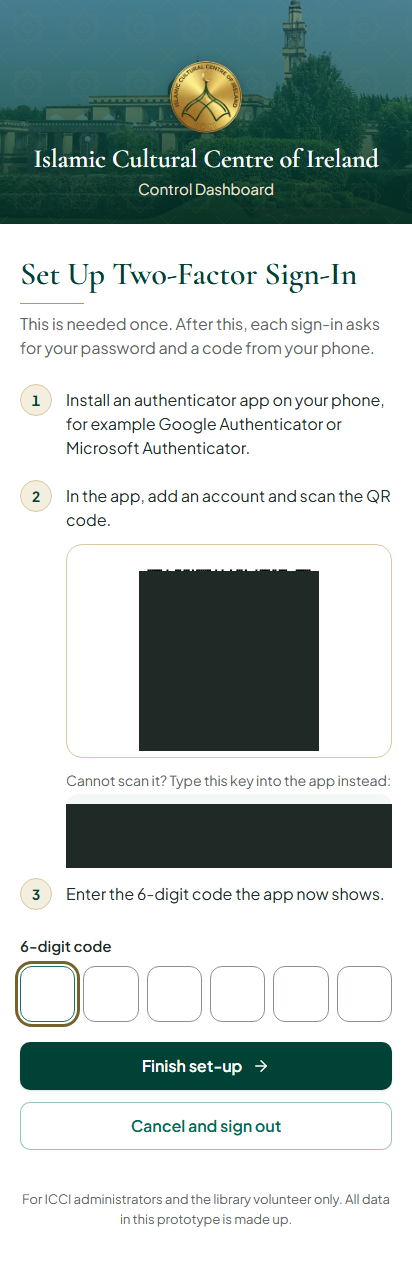 ISLAMIC CULTURAL CENTRE OF IRELAND
Islamic Cultural Centre of Ireland
Control Dashboard
Set Up Two-Factor Sign-In
This is needed once. After this, each sign-in asks
for your password and a code from your phone.
1
Install an authenticator app on your phone,
for example Google Authenticator or
Microsoft Authenticator.
2
In the app, add an account and scan the QR
code.
Cannot scan it? Type this key into the app instead:
3
Enter the 6-digit code the app now shows.
6-digit code
Finish set-up →
Cancel and sign out
For ICCI administrators and the library volunteer only. All data
in this prototype is made up.